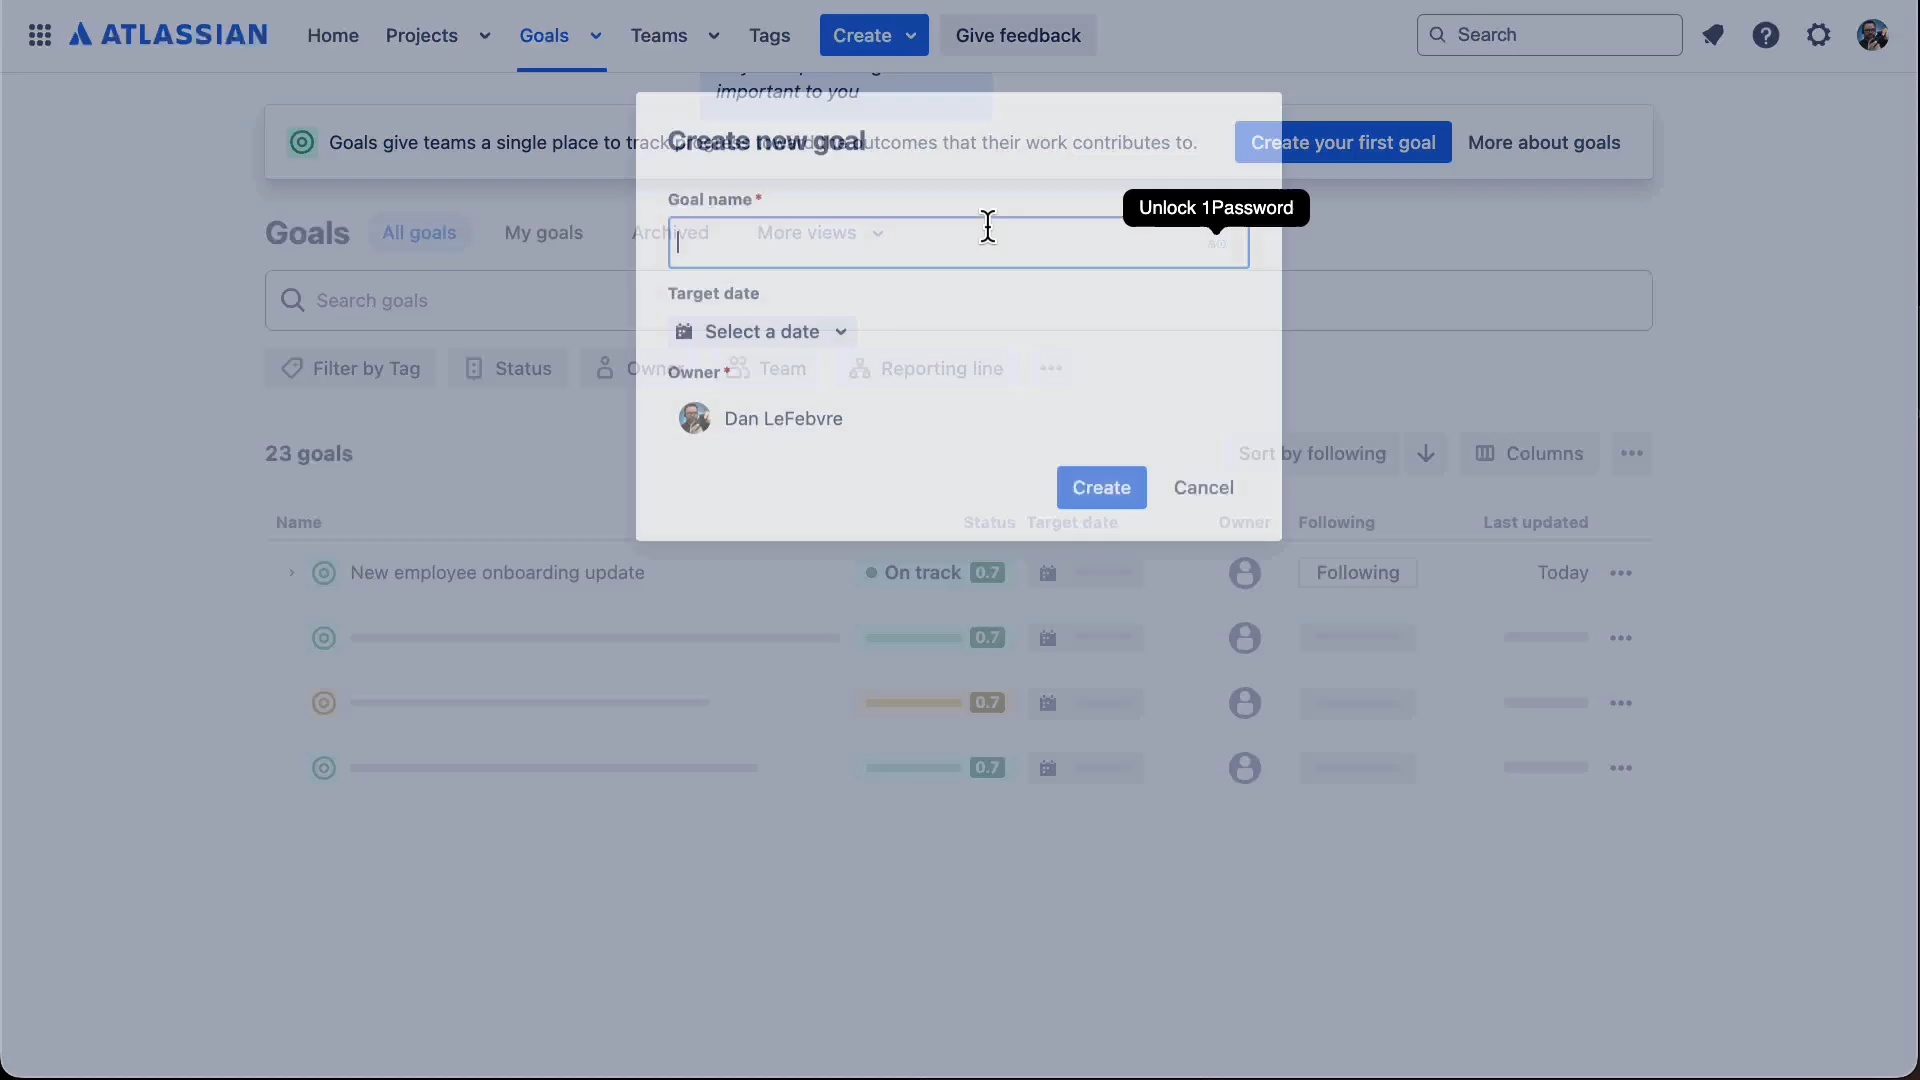 ATLASSIAN
Home
Projects
Goals
Teams
Tags
Create
Give feedback
Search
important to you
Goals give teams a single place to track progress toward the outcomes that their work contributes to.
Create your first goal
More about goals
Create new goal
Goal name *
Unlock 1Password
Goals
All goals
My goals
Archived
More views
Target date
Search goals
Select a date
Filter by Tag
Status
Owner
Team
Reporting line
Owner *
Dan LeFebvre
23 goals
Sort by following
Columns
Create
Cancel
Name
Status
Target date
Owner
Following
Last updated
New employee onboarding update
On track
0.7
Following
Today
0.7
0.7
0.7